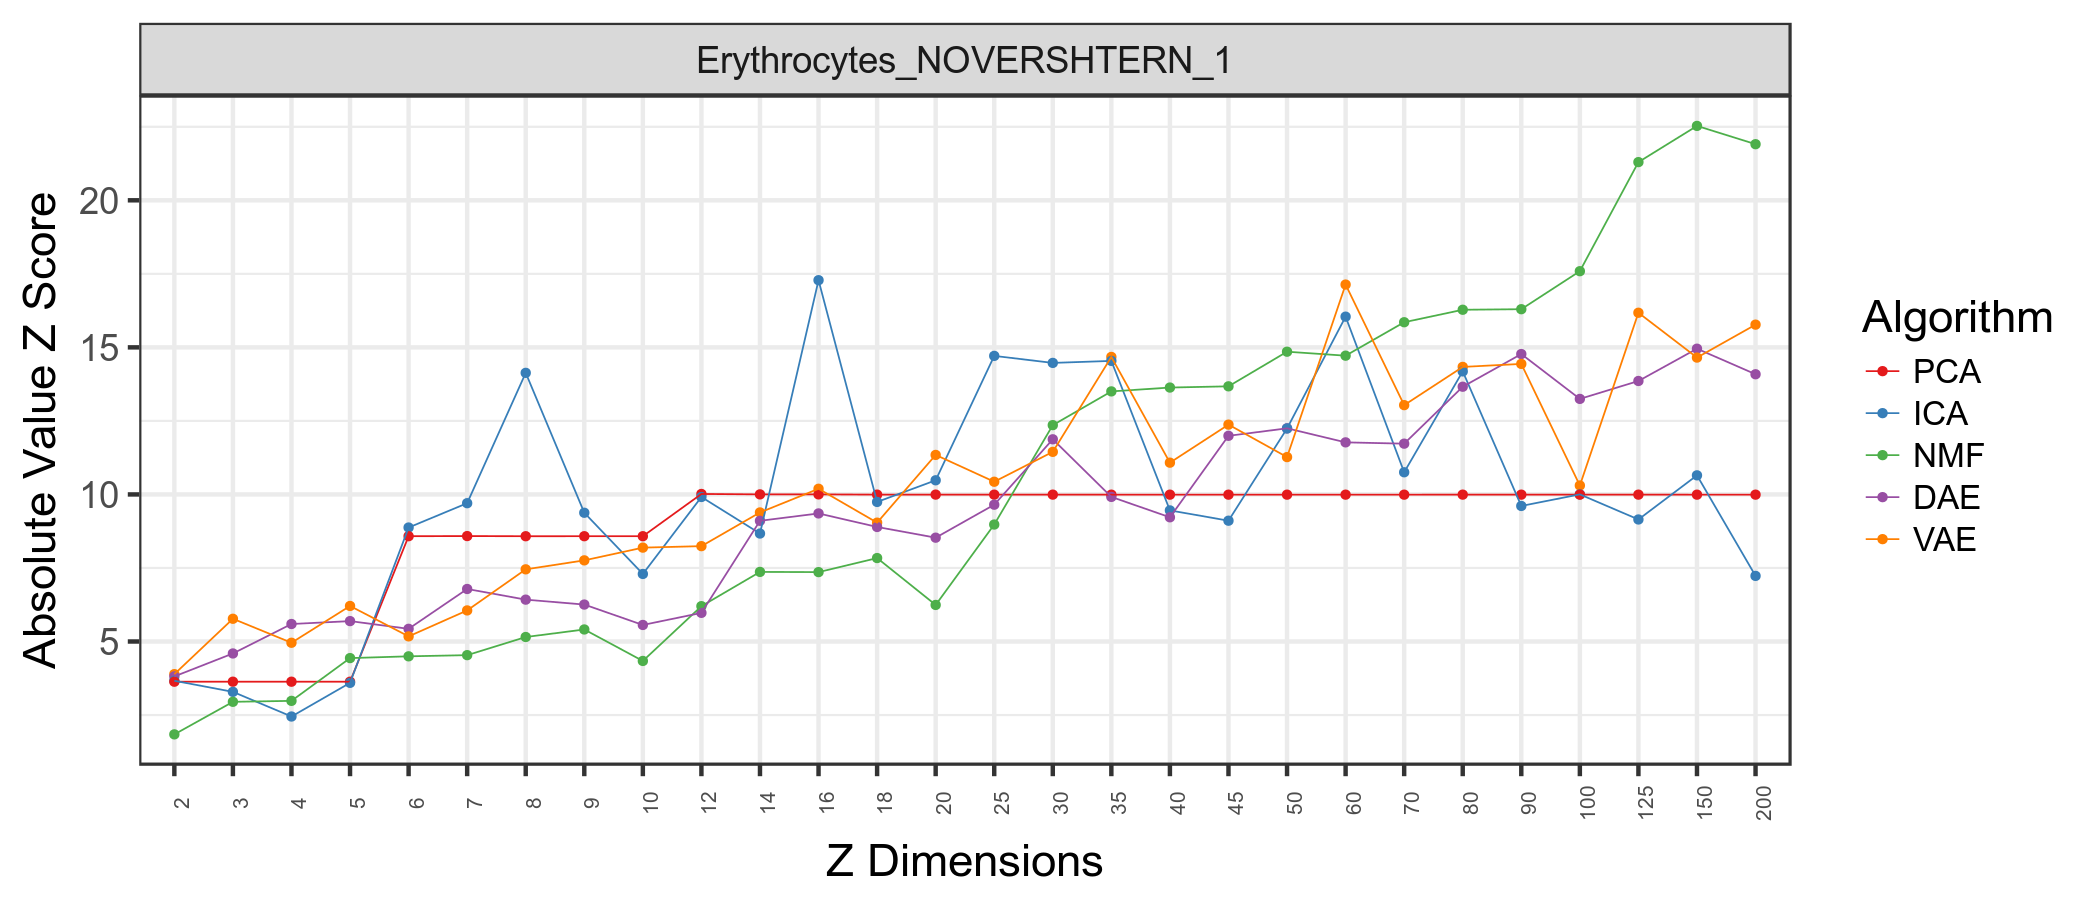 Erythrocytes_NOVERSHTERN_1
Absolute Value Z Score
20
15
10
5
2 3 4 5 6 7 8 9 10 12 14 16 18 20 25 30 35 40 45 50 60 70 80 90 100 125 150 200
Z Dimensions
Algorithm
PCA
ICA
NMF
DAE
VAE